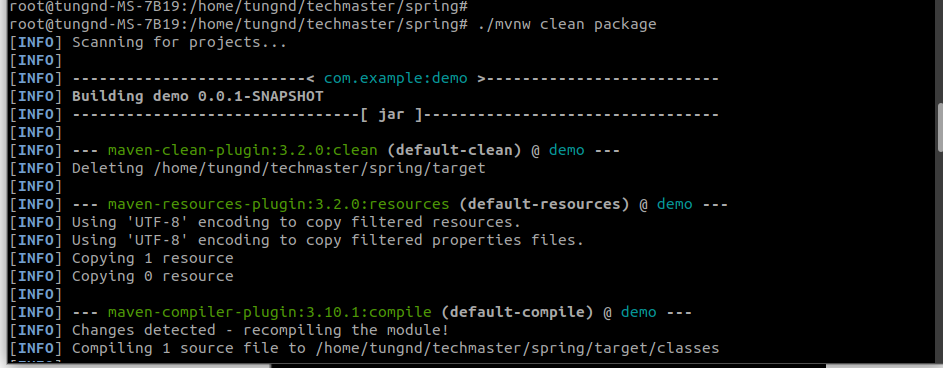 root@tungnd-MS-7B19:/home/tungnd/techmaster/spring#
root@tungnd-MS-7B19:/home/tungnd/techmaster/spring# ./mvnw clean package
[INFO] Scanning for projects...
[INFO]
[INFO] --------------------------< com.example:demo >--------------------------
[INFO] Building demo 0.0.1-SNAPSHOT
[INFO] --------------------------------[ jar ]---------------------------------
[INFO]
[INFO] --- maven-clean-plugin:3.2.0:clean (default-clean) @ demo ---
[INFO] Deleting /home/tungnd/techmaster/spring/target
[INFO]
[INFO] --- maven-resources-plugin:3.2.0:resources (default-resources) @ demo ---
[INFO] Using 'UTF-8' encoding to copy filtered resources.
[INFO] Using 'UTF-8' encoding to copy filtered properties files.
[INFO] Copying 1 resource
[INFO] Copying 0 resource
[INFO]
[INFO] --- maven-compiler-plugin:3.10.1:compile (default-compile) @ demo ---
[INFO] Changes detected - recompiling the module!
[INFO] Compiling 1 source file to /home/tungnd/techmaster/spring/target/classes